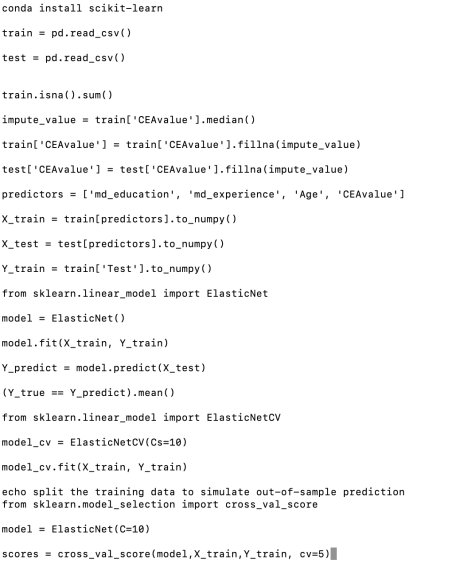 conda install scikit-learn
train = pd.read_csv()
test = pd.read_csv()
train.isna().sum()
impute_value = train['CEAvalue'].median()
train['CEAvalue'] = train['CEAvalue'].fillna(impute_value)
test['CEAvalue'] = test['CEAvalue'].fillna(impute_value)
predictors = ['md_education', 'md_experience', 'Age', 'CEAvalue']
X_train = train[predictors].to_numpy()
X_test = test[predictors].to_numpy()
Y_train = train['Test'].to_numpy()
from sklearn.linear_model import ElasticNet
model = ElasticNet()
model.fit(X_train, Y_train)
Y_predict = model.predict(X_test)
(Y_true == Y_predict).mean()
from sklearn.linear_model import ElasticNetCV
model_cv = ElasticNetCV(Cs=10)
model_cv.fit(X_train, Y_train)
echo split the training data to simulate out-of-sample prediction
from sklearn.model_selection import cross_val_score
model = ElasticNet(C=10)
scores = cross_val_score(model,X_train,Y_train, cv=5)